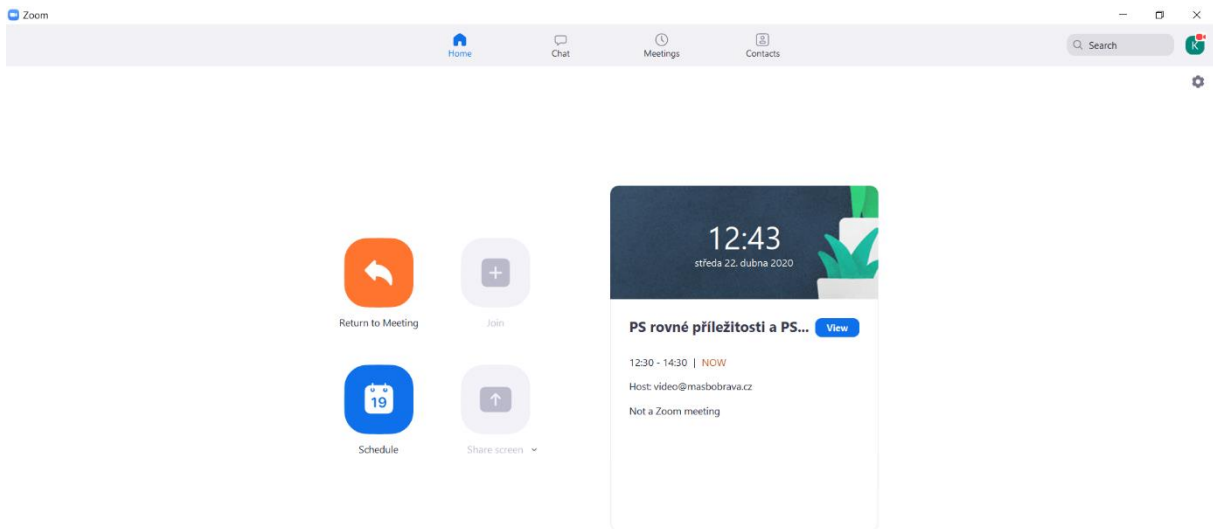 Zoom
Home
Chat
Meetings
Contacts
Search
K
12:43
středa 22. dubna 2020
Return to Meeting
Join
PS rovné příležitosti a PS...
View
12:30 - 14:30 | NOW
Host: video@masbobrava.cz
Not a Zoom meeting
19
Schedule
Share screen